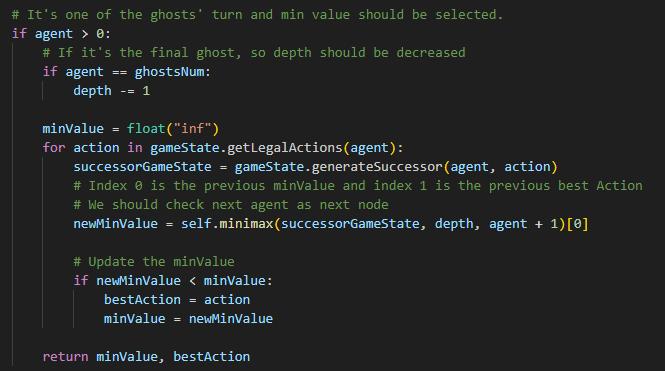 # It's one of the ghosts' turn and min value should be selected.
if agent > 0:
    # If it's the final ghost, so depth should be decreased
    if agent == ghostsNum:
        depth -= 1

    minValue = float("inf")
    for action in gameState.getLegalActions(agent):
        successorGameState = gameState.generateSuccessor(agent, action)
        # Index 0 is the previous minValue and index 1 is the previous best Action
        # We should check next agent as next node
        newMinValue = self.minimax(successorGameState, depth, agent + 1)[0]

        # Update the minValue
        if newMinValue < minValue:
            bestAction = action
            minValue = newMinValue

    return minValue, bestAction